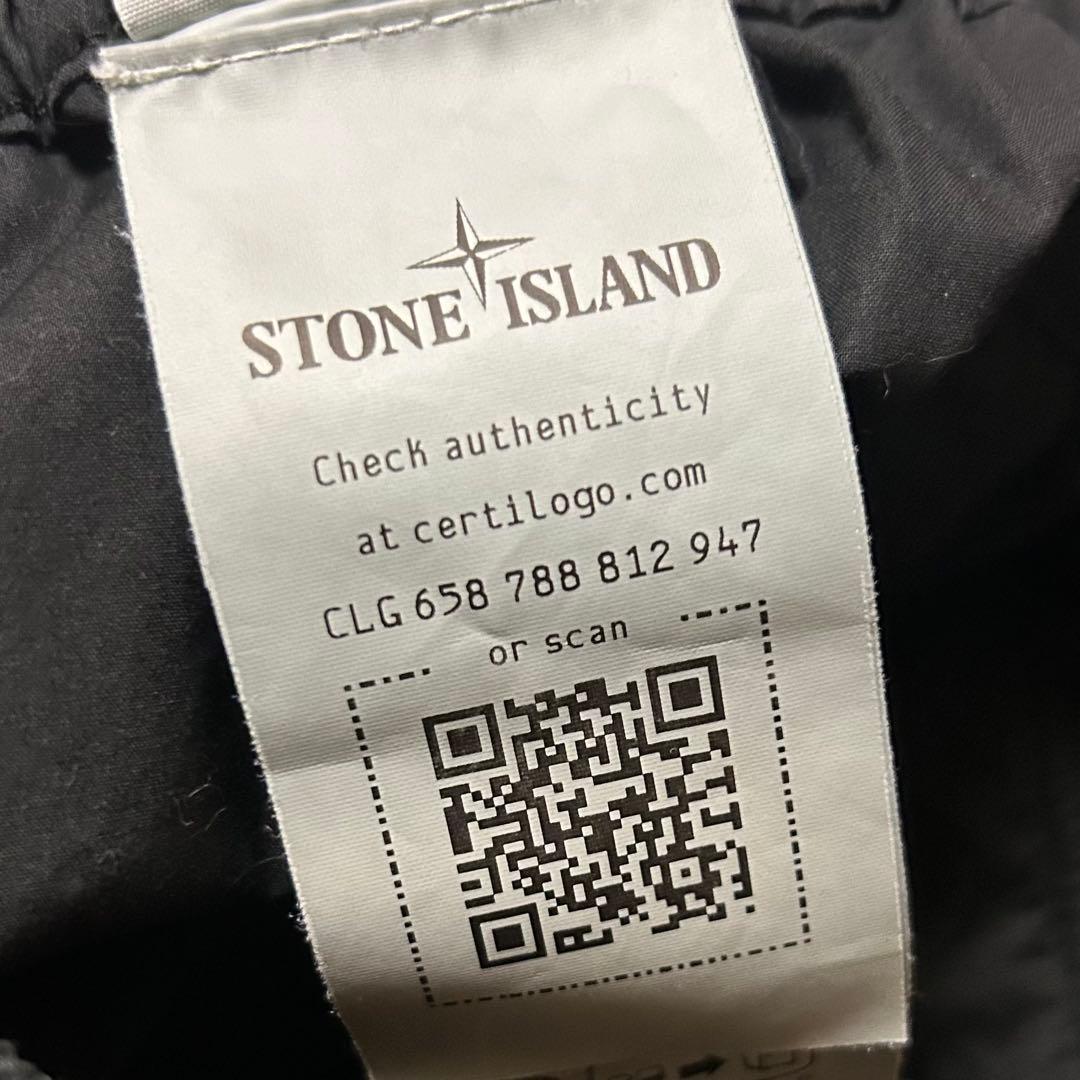 STONE ISLAND
Check authenticity
at certilogo.com
CLG 658 788 812 947
or scan